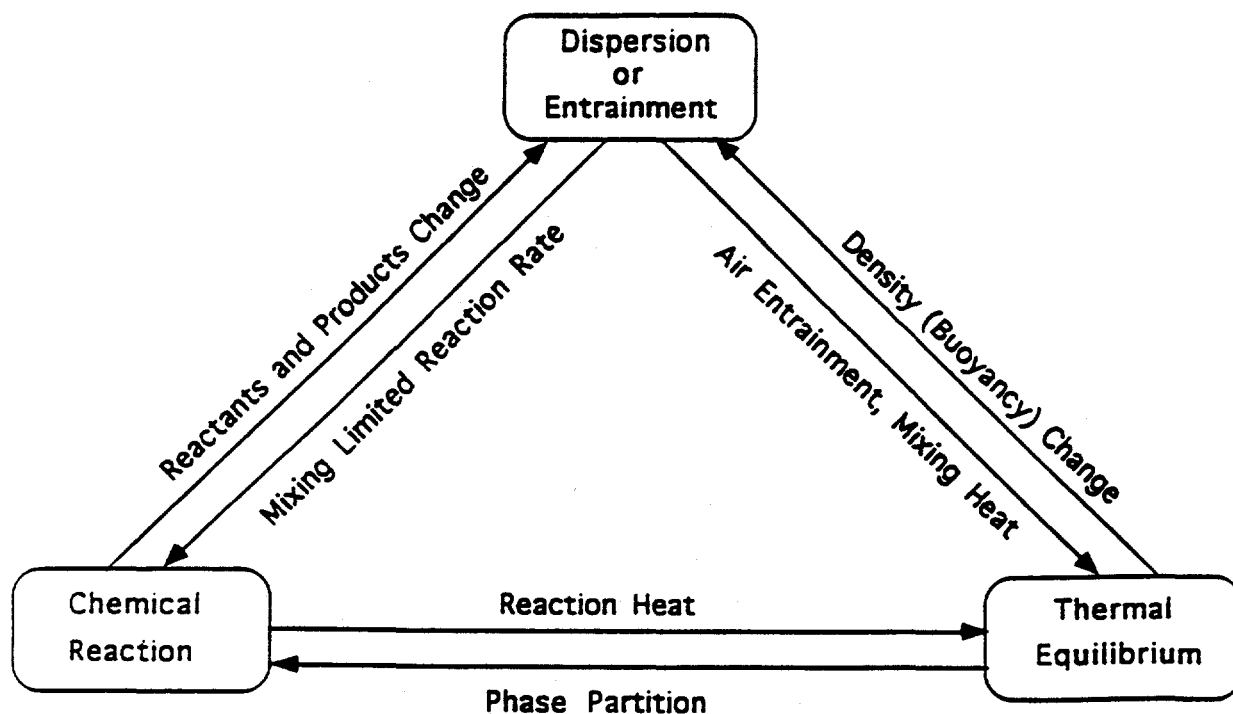 Dispersion
or
Entrainment
Reactants and Products Change
Mixing Limited Reaction Rate
Air Entrainment, Mixing Heat
Density (Buoyancy) Change
Chemical
Reaction
Reaction Heat
Phase Partition
Thermal
Equilibrium